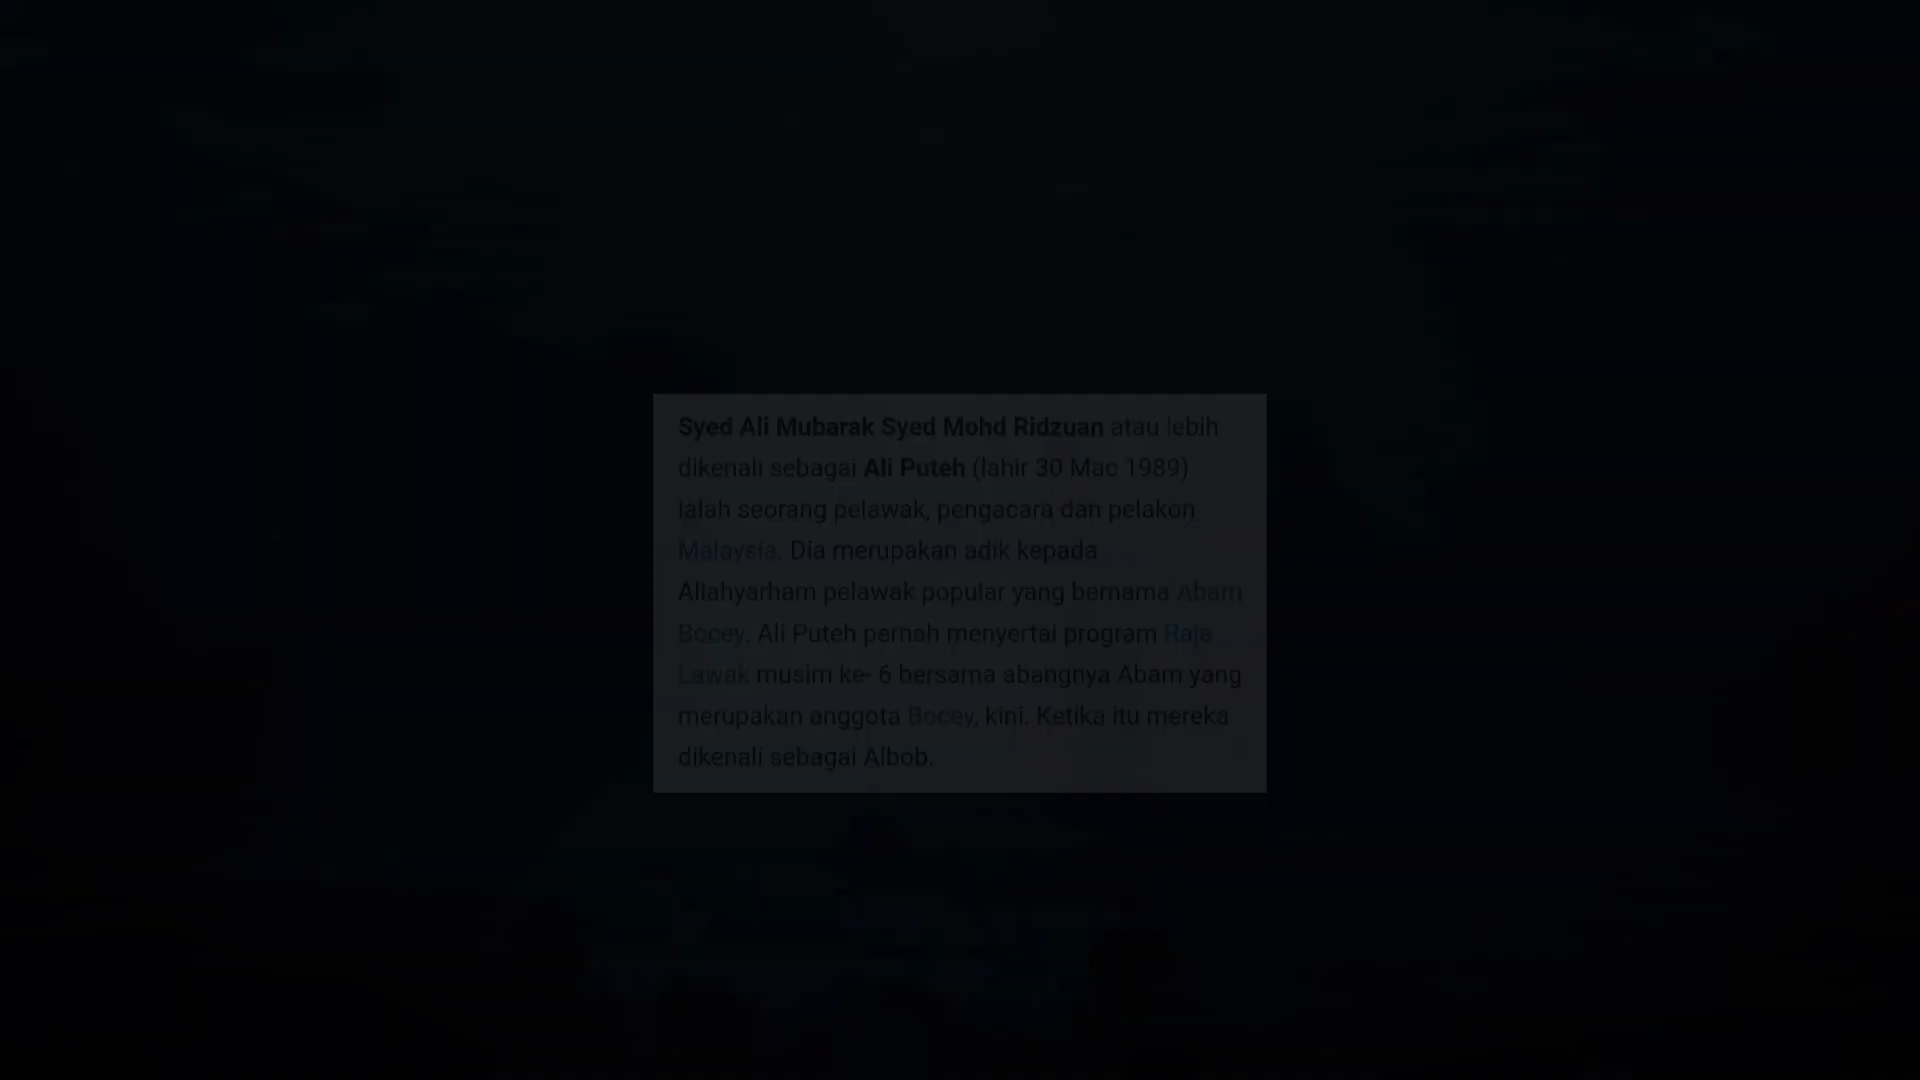 Syed Ali Mubarak Syed Mohd Ridzuan atau lebih
dikenali sebagai Ali Puteh (lahir 30 Mac 1989)
ialah seorang pelawak, pengacara dan pelakon
Malaysia. Dia merupakan adik kepada
Allahyarham pelawak popular yang bernama Abam
Bocey. Ali Puteh pernah menyertai program Raja
Lawak musim ke- 6 bersama abangnya Abam yang
merupakan anggota Bocey, kini. Ketika itu mereka
dikenali sebagai Albob.